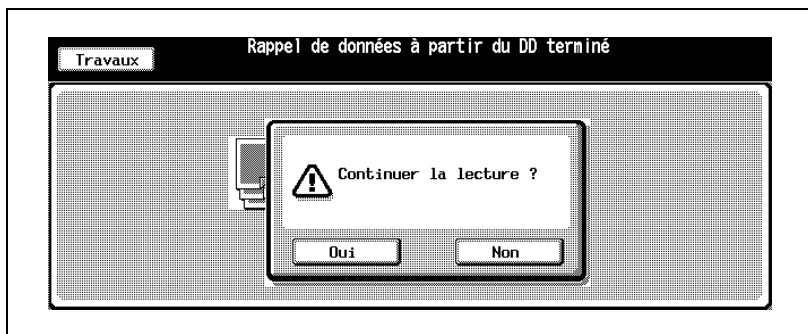 Rappel de données à partir du DD terminé
Travaux
Continuer la lecture ?
Oui
Non